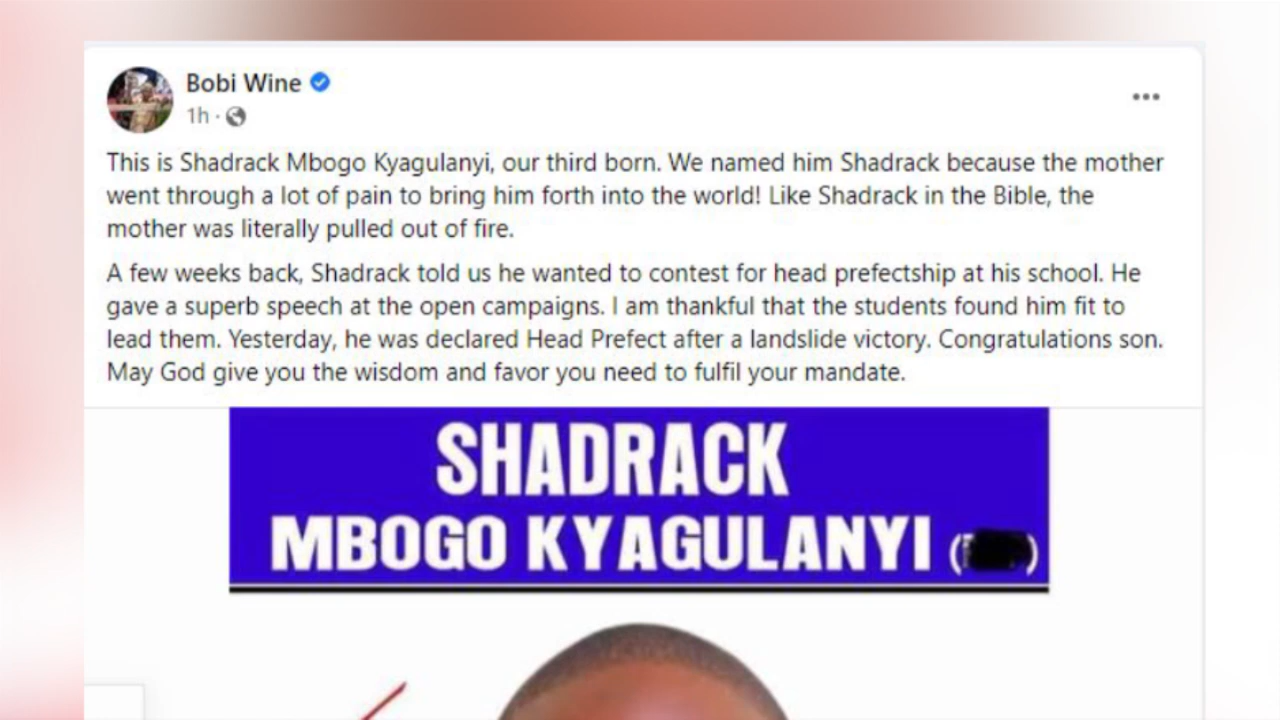 Bobi Wine
1h ·
This is Shadrack Mbogo Kyagulanyi, our third born. We named him Shadrack because the mother
went through a lot of pain to bring him forth into the world! Like Shadrack in the Bible, the
mother was literally pulled out of fire.
A few weeks back, Shadrack told us he wanted to contest for head prefectship at his school. He
gave a superb speech at the open campaigns. I am thankful that the students found him fit to
lead them. Yesterday, he was declared Head Prefect after a landslide victory. Congratulations son.
May God give you the wisdom and favor you need to fulfil your mandate.
SHADRACK
MBOGO KYAGULANYI